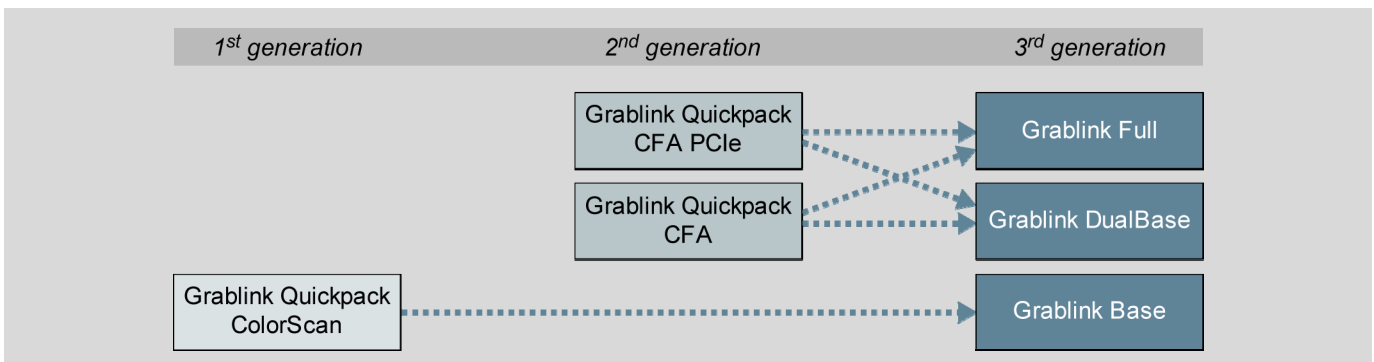 1st generation 2nd generation 3rd generation
Grablink Quickpack
CFA PCIe
Grablink Full
Grablink Quickpack
CFA
Grablink DualBase
Grablink Quickpack
ColorScan
Grablink Base